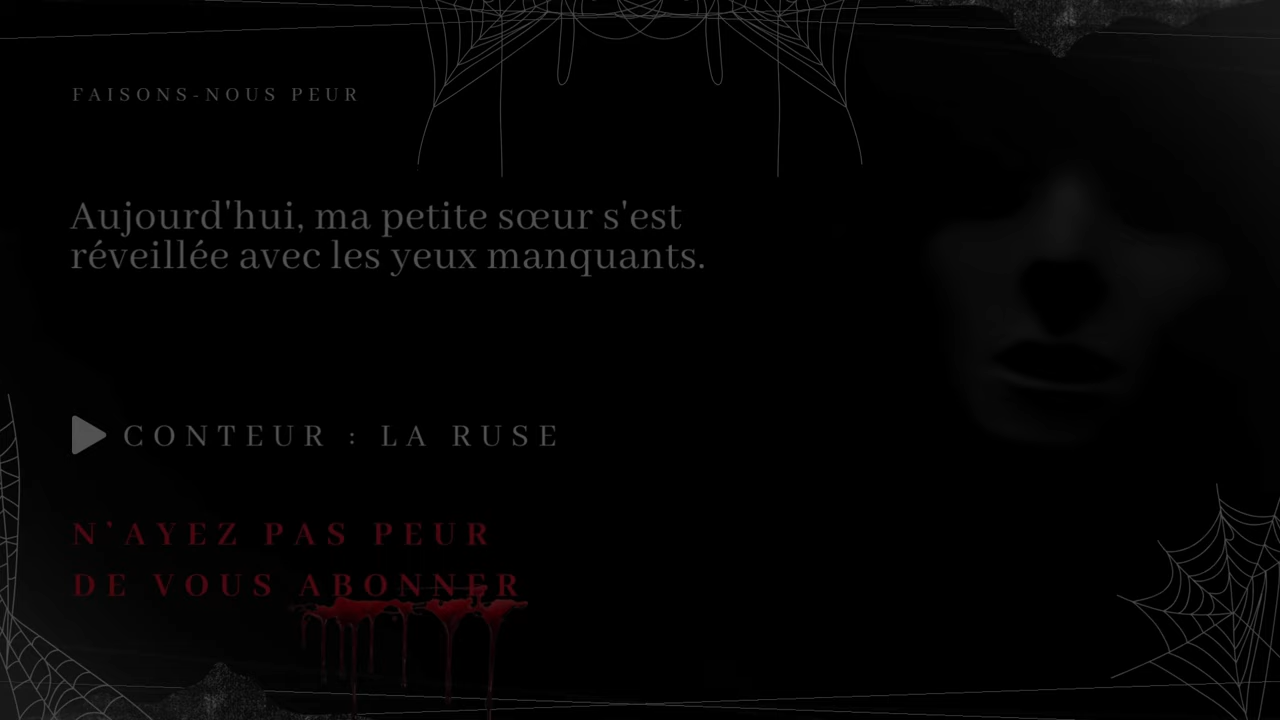 FAISONS-NOUS PEUR
Aujourd'hui, ma petite sœur s'est
réveillée avec les yeux manquants.
CONTEUR : LA RUSE
N'AYEZ PAS PEUR
DE VOUS ABONNER